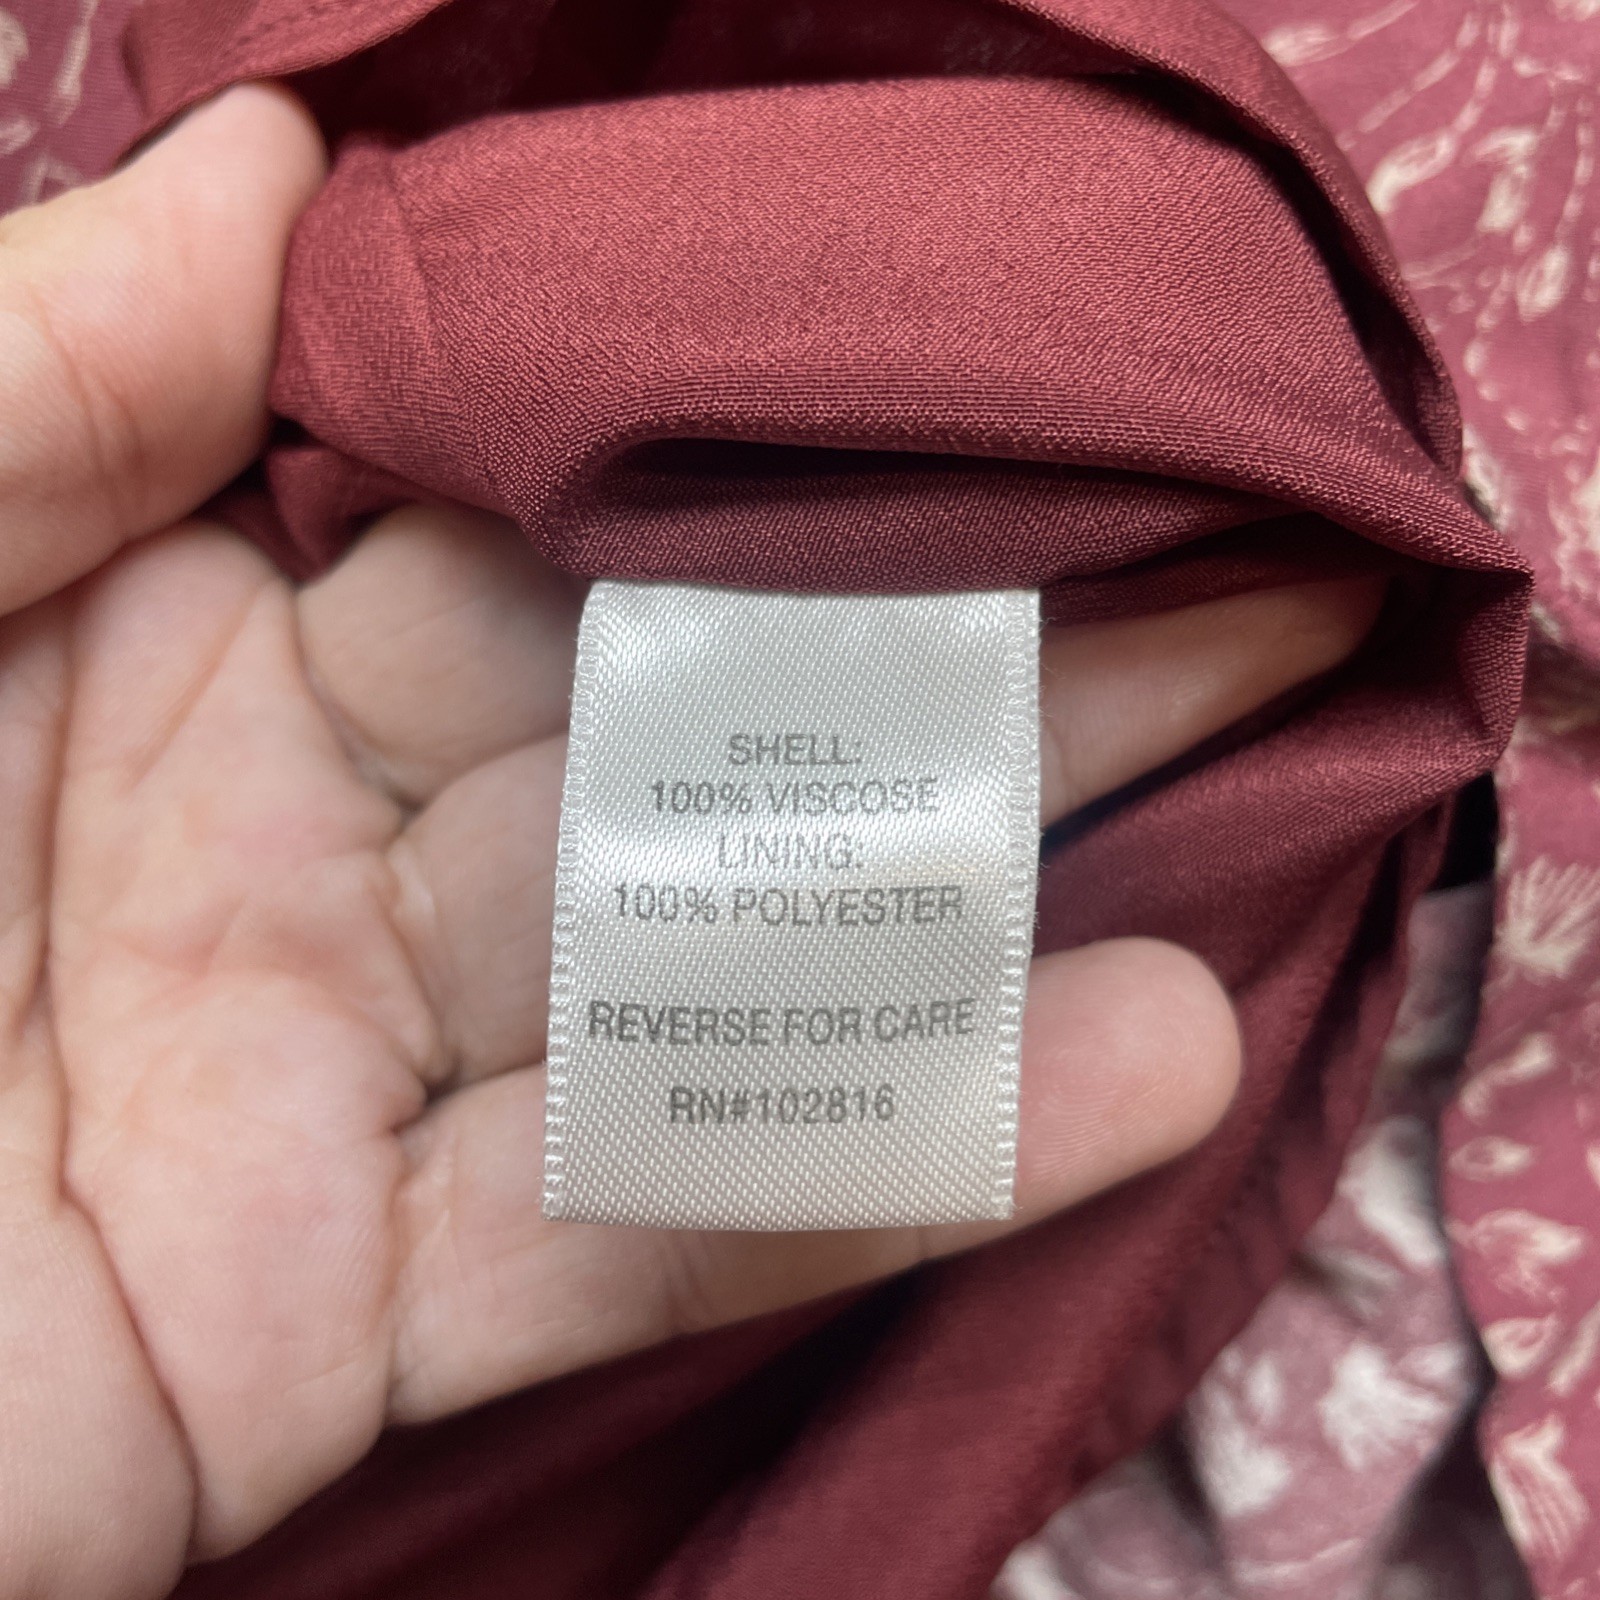 SHELL:
100% VISCOSE
LINING:
100% POLYESTER
REVERSE FOR CARE
RN#102816